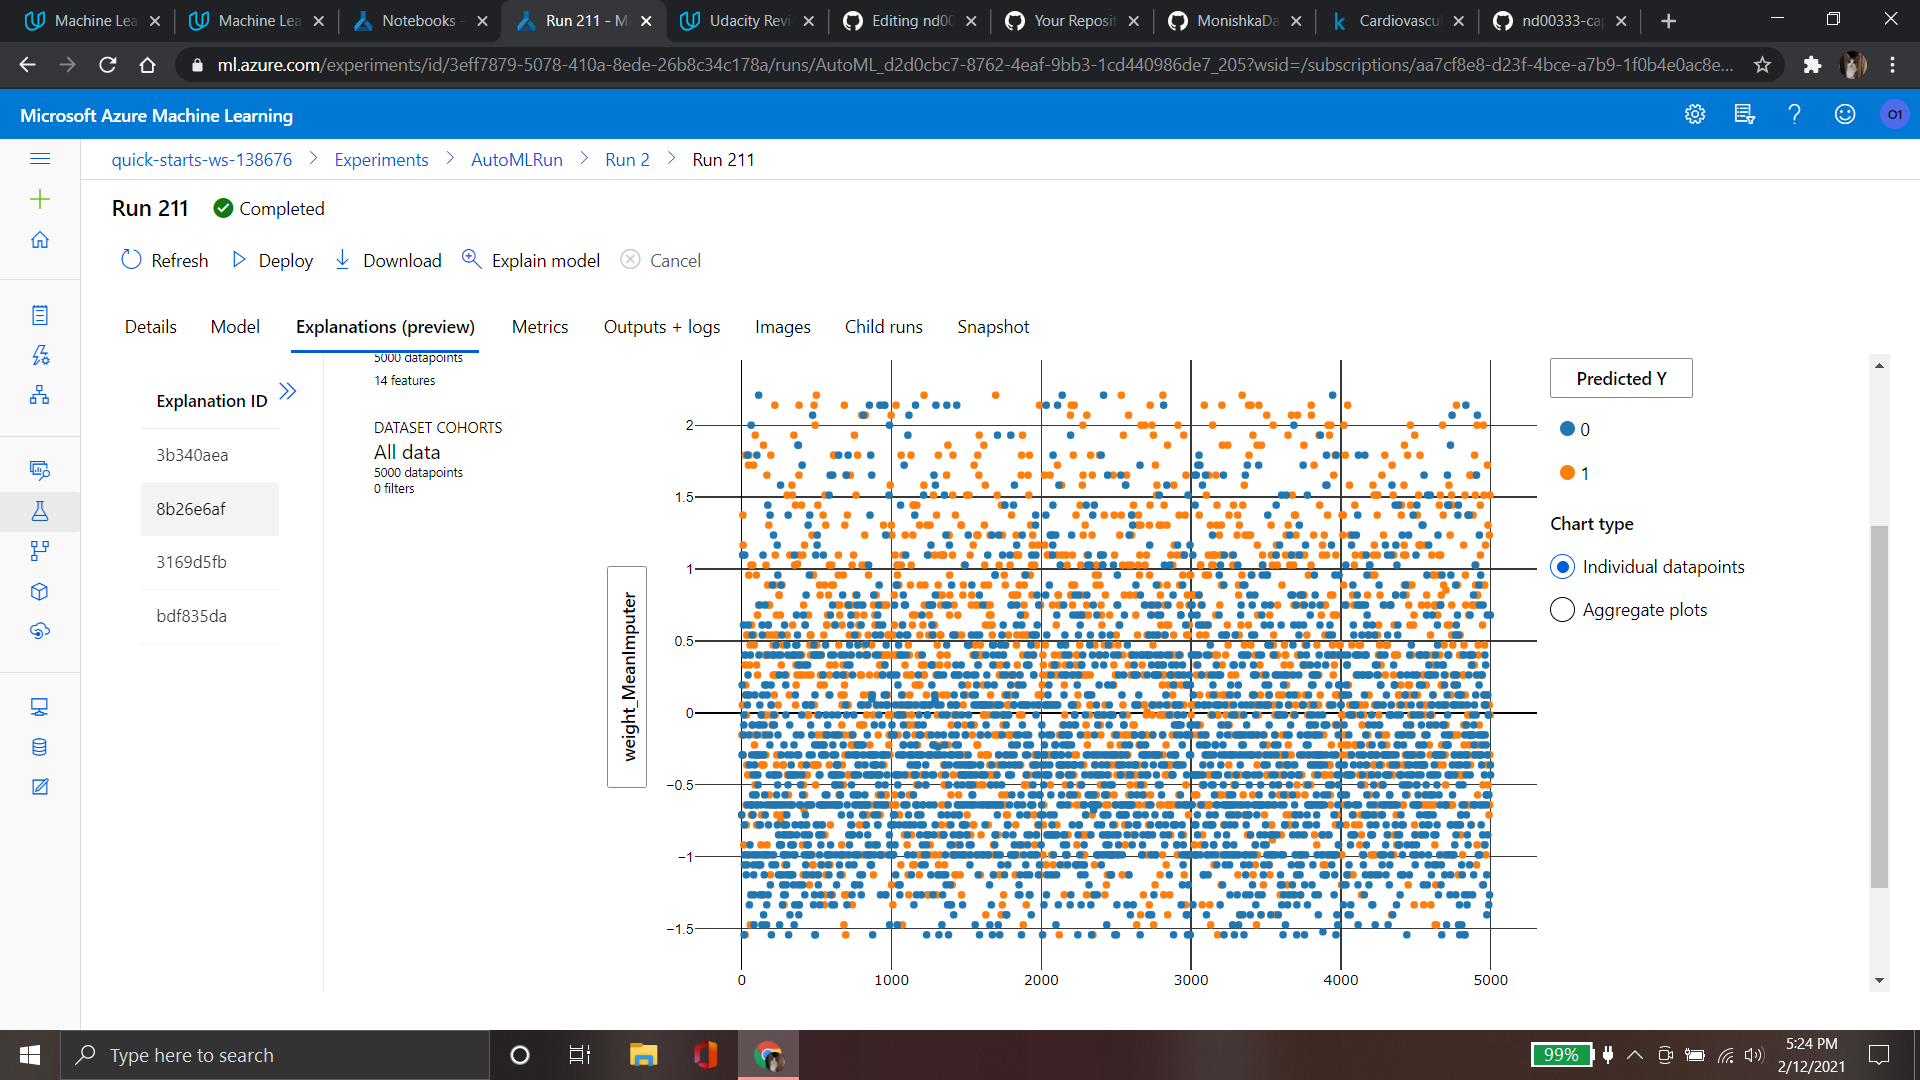 Machine Lea
Machine Lea
Notebooks -
Run 211 - M
Udacity Revi
Editing nd00
Your Reposit
MonishkaDa
Cardiovascu
nd00333-cap
ml.azure.com/experiments/id/3eff7879-5078-410a-8ede-26b8c34c178a/runs/AutoML_d2d0cbc7-8762-4eaf-9bb3-1cd440986de7_205?wsid=/subscriptions/aa7cf8e8-d23f-4bce-a7b9-1f0b4e0ac8e...
Microsoft Azure Machine Learning
O1
quick-starts-ws-138676 > Experiments > AutoMLRun > Run 2 > Run 211
Run 211 Completed
Refresh Deploy Download Explain model Cancel
Details Model Explanations (preview) Metrics Outputs + logs Images Child runs Snapshot
Explanation ID
3b340aea
8b26e6af
3169d5fb
bdf835da
5000 datapoints
14 features
DATASET COHORTS
All data
5000 datapoints
0 filters
weight_MeanImputer
2
1.5
1
0.5
0
−0.5
−1
−1.5
0 1000 2000 3000 4000 5000
Predicted Y
0
1
Chart type
Individual datapoints
Aggregate plots
Type here to search
99%
5:24 PM
2/12/2021